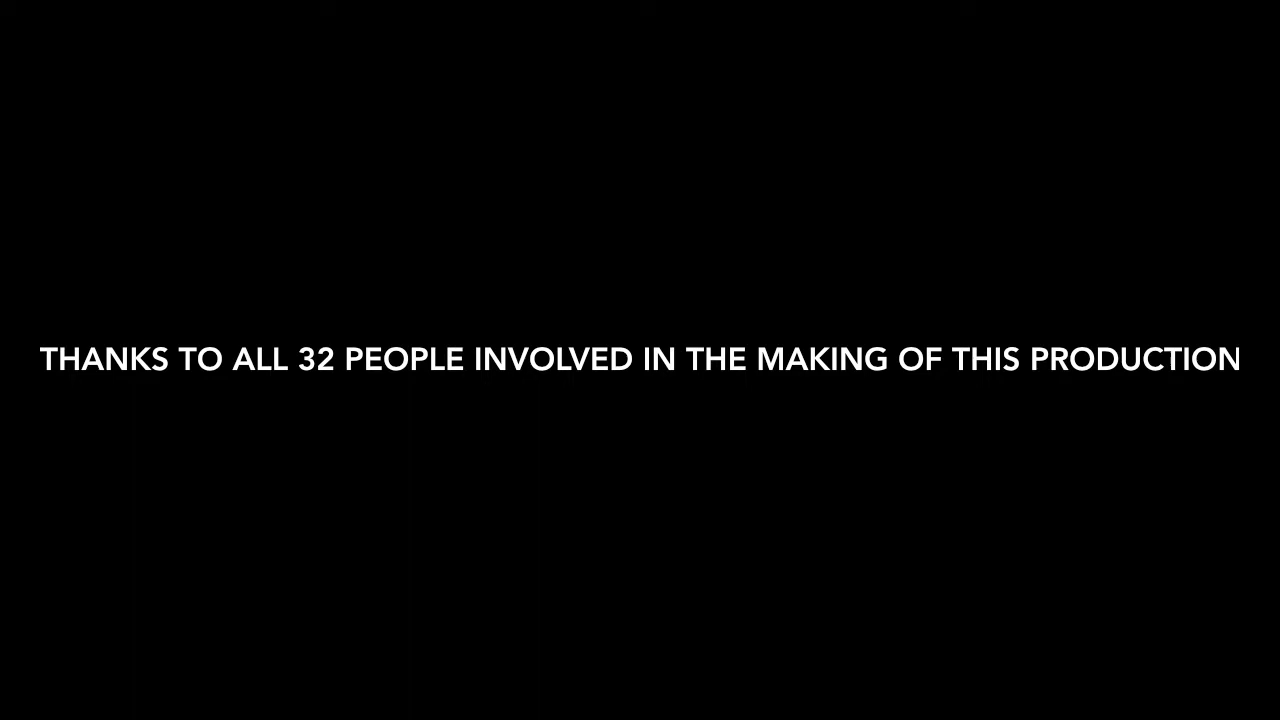 THANKS TO ALL 32 PEOPLE INVOLVED IN THE MAKING OF THIS PRODUCTION